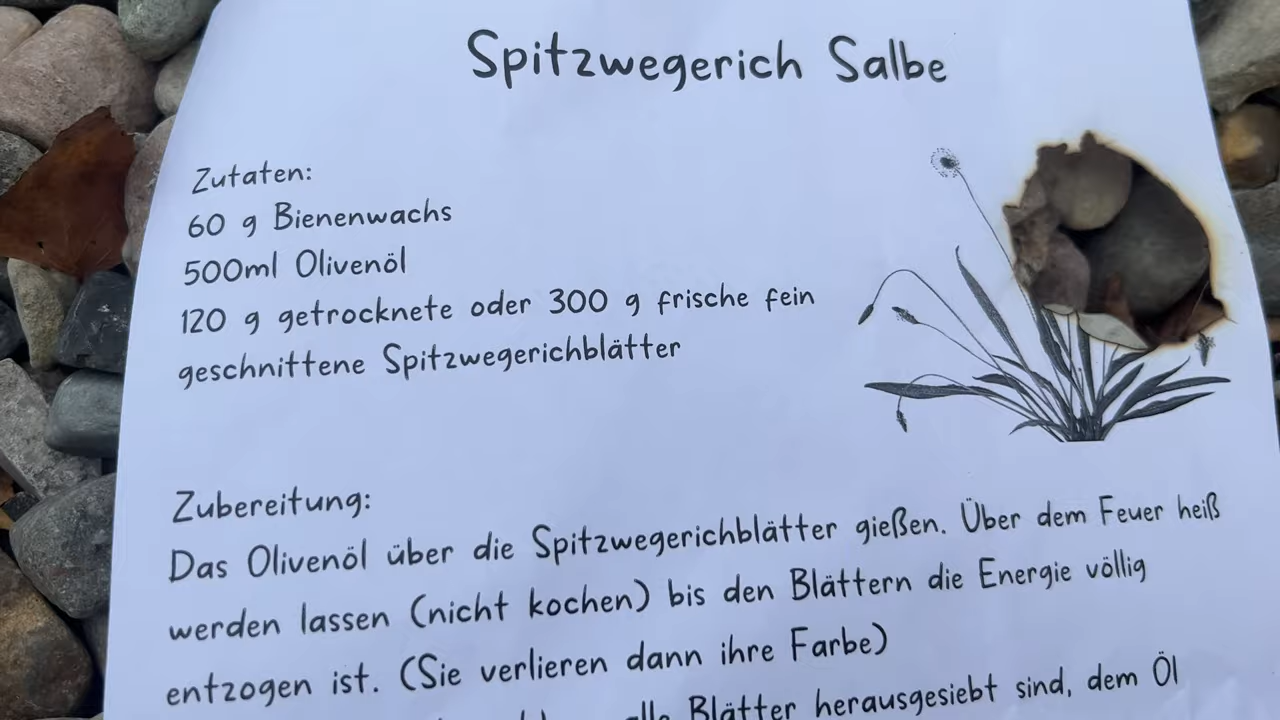 Spitzwegerich Salbe
Zutaten:
60 g Bienenwachs
500ml Olivenöl
120 g getrocknete oder 300 g frische fein
geschnittene Spitzwegerichblätter
Zubereitung:
Das Olivenöl über die Spitzwegerichblätter gießen. Über dem Feuer heiß
werden lassen (nicht kochen) bis den Blättern die Energie völlig
entzogen ist. (Sie verlieren dann ihre Farbe)
alle Blätter herausgesiebt sind, dem Öl